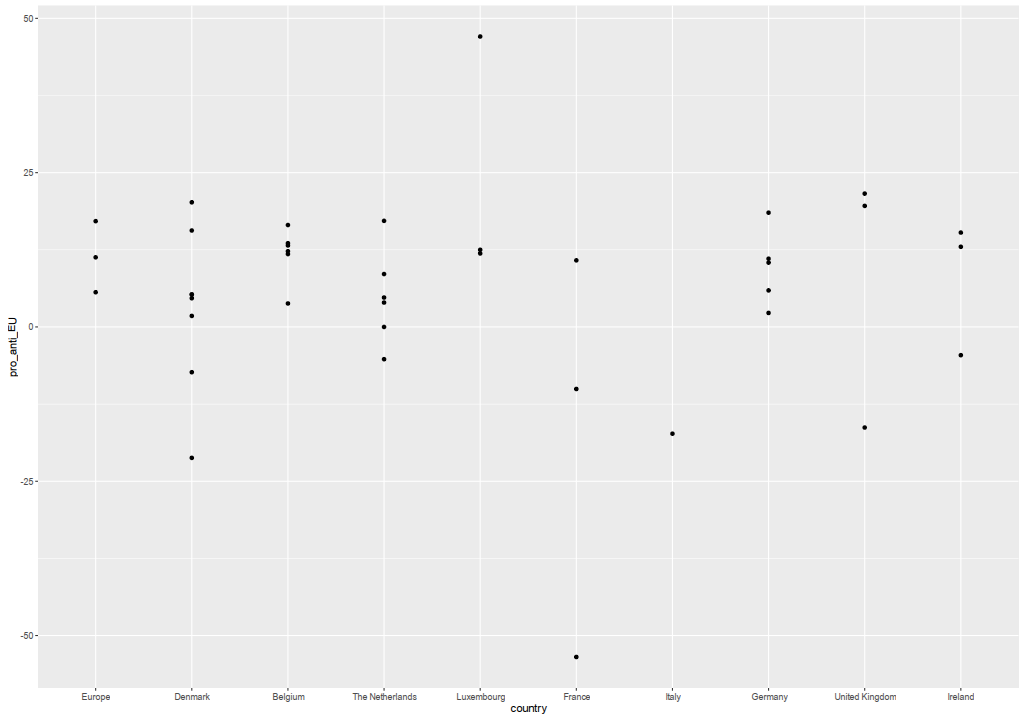 50
25
0
-25
-50
pro_anti_EU
Europe Denmark Belgium The Netherlands Luxembourg France Italy Germany United Kingdom Ireland
country